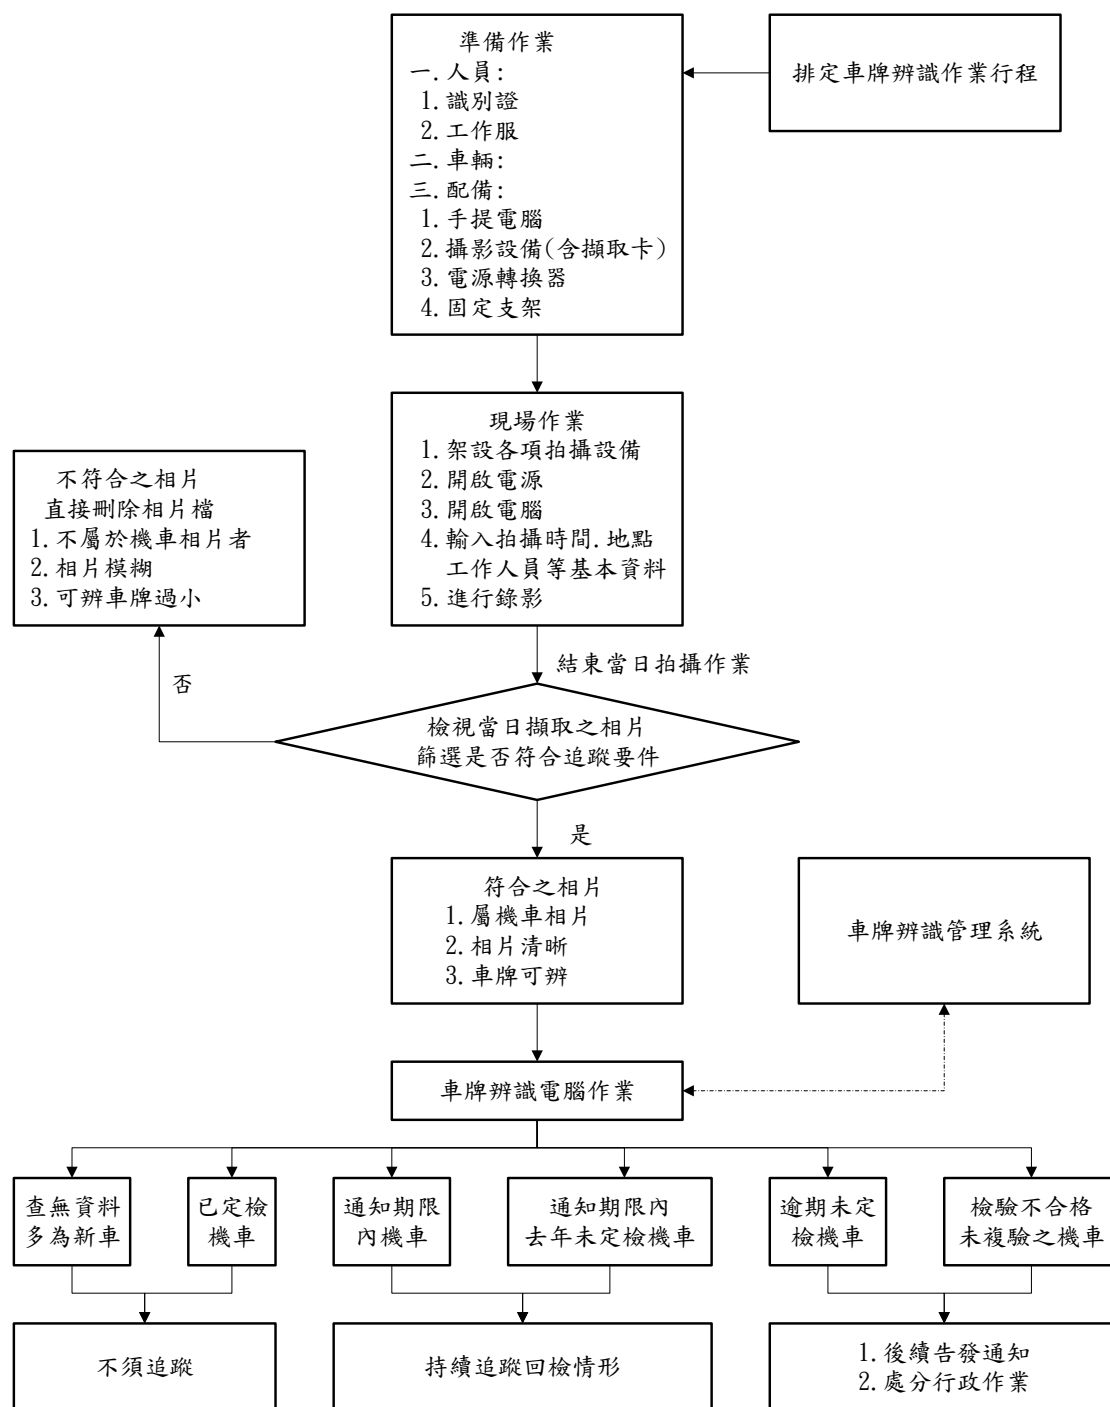 準備作業
一.人員:
1.識別證
2.工作服
二.車輛:
三.配備:
1.手提電腦
2.攝影設備(含擷取卡)
3.電源轉換器
4.固定支架
排定車牌辨識作業行程
現場作業
1.架設各項拍攝設備
2.開啟電源
3.開啟電腦
4.輸入拍攝時間.地點
工作人員等基本資料
5.進行錄影
不符合之相片
直接刪除相片檔
1.不屬於機車相片者
2.相片模糊
3.可辨車牌過小
結束當日拍攝作業
否
檢視當日擷取之相片
篩選是否符合追蹤要件
是
符合之相片
1.屬機車相片
2.相片清晰
3.車牌可辨
車牌辨識管理系統
車牌辨識電腦作業
查無資料
多為新車
已定檢
機車
通知期限
內機車
通知期限內
去年未定檢機車
逾期未定
檢機車
檢驗不合格
未複驗之機車
不須追蹤
持續追蹤回檢情形
1.後續告發通知
2.處分行政作業